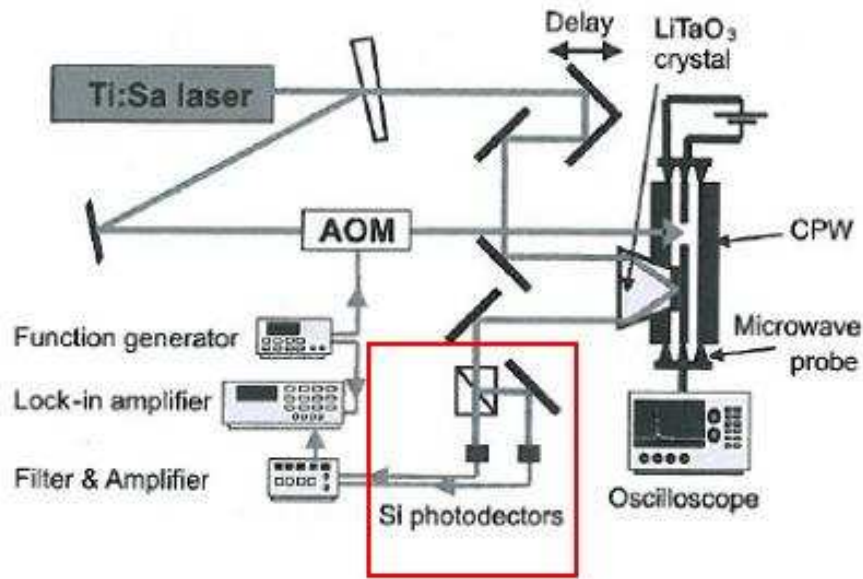 Delay
LiTaO₃
crystal
Ti:Sa laser
AOM
CPW
Function generator
Microwave
probe
Lock-in amplifier
Filter & Amplifier
Si photodectors
Oscilloscope